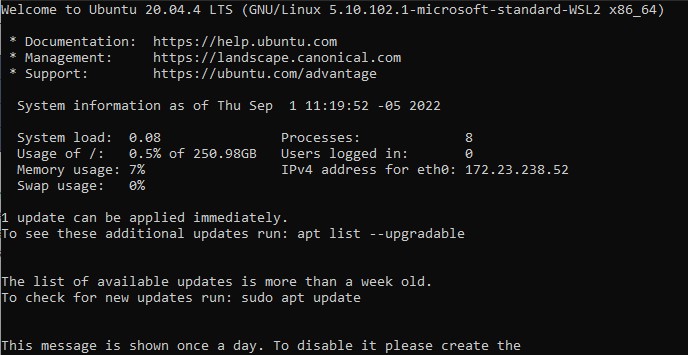 Welcome to Ubuntu 20.04.4 LTS (GNU/Linux 5.10.102.1-microsoft-standard-WSL2 x86_64)
* Documentation:  https://help.ubuntu.com
* Management:     https://landscape.canonical.com
* Support:        https://ubuntu.com/advantage
System information as of Thu Sep  1 11:19:52 -05 2022
System load:  0.08               Processes:             8
Usage of /:   0.5% of 250.98GB   Users logged in:       0
Memory usage: 7%                 IPv4 address for eth0: 172.23.238.52
Swap usage:   0%
1 update can be applied immediately.
To see these additional updates run: apt list --upgradable
The list of available updates is more than a week old.
To check for new updates run: sudo apt update
This message is shown once a day. To disable it please create the